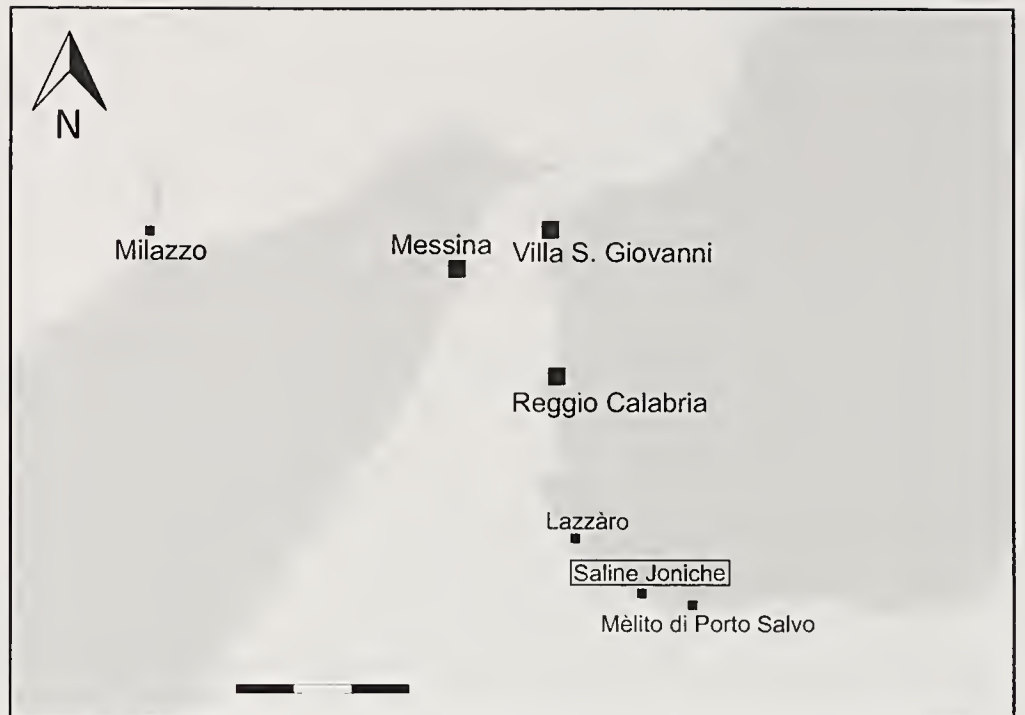 N
Milazzo
Messina
Villa S. Giovanni
Reggio Calabria
Lazzàro
Saline Joniche
Mèlito di Porto Salvo